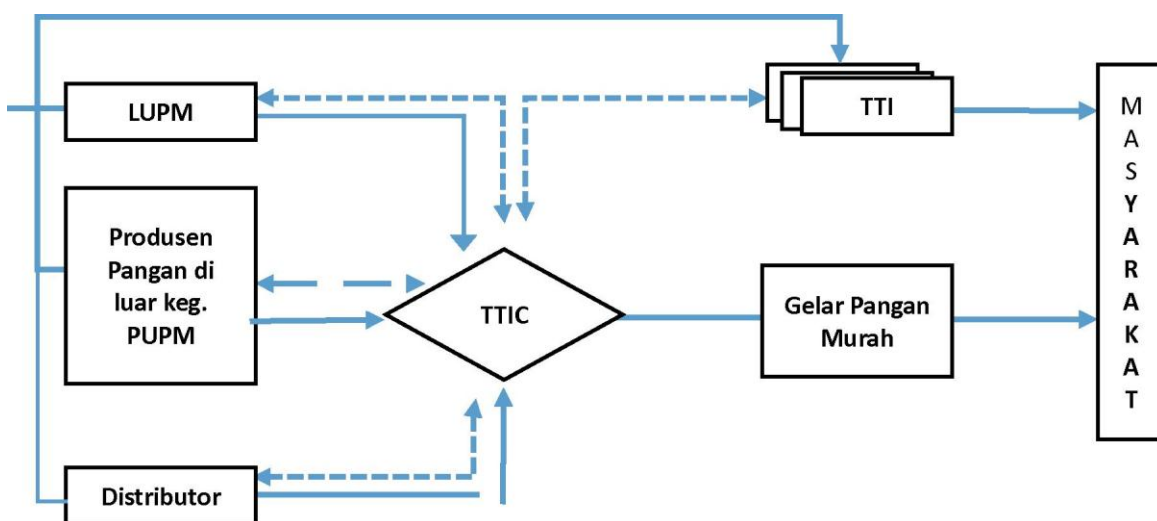 LUPM
TTI
Produsen
Pangan di
luar keg.
PUPM
TTIC
Gelar Pangan
Murah
Distributor
M
A
S
Y
A
R
A
K
A
T